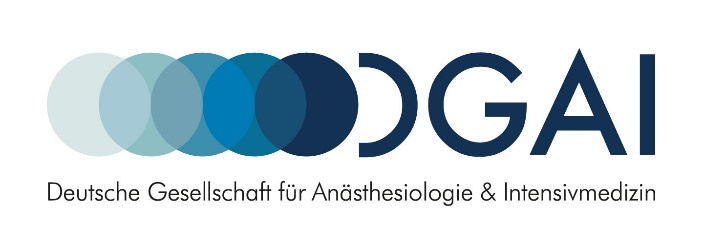 DGAI
Deutsche Gesellschaft für Anästhesiologie & Intensivmedizin